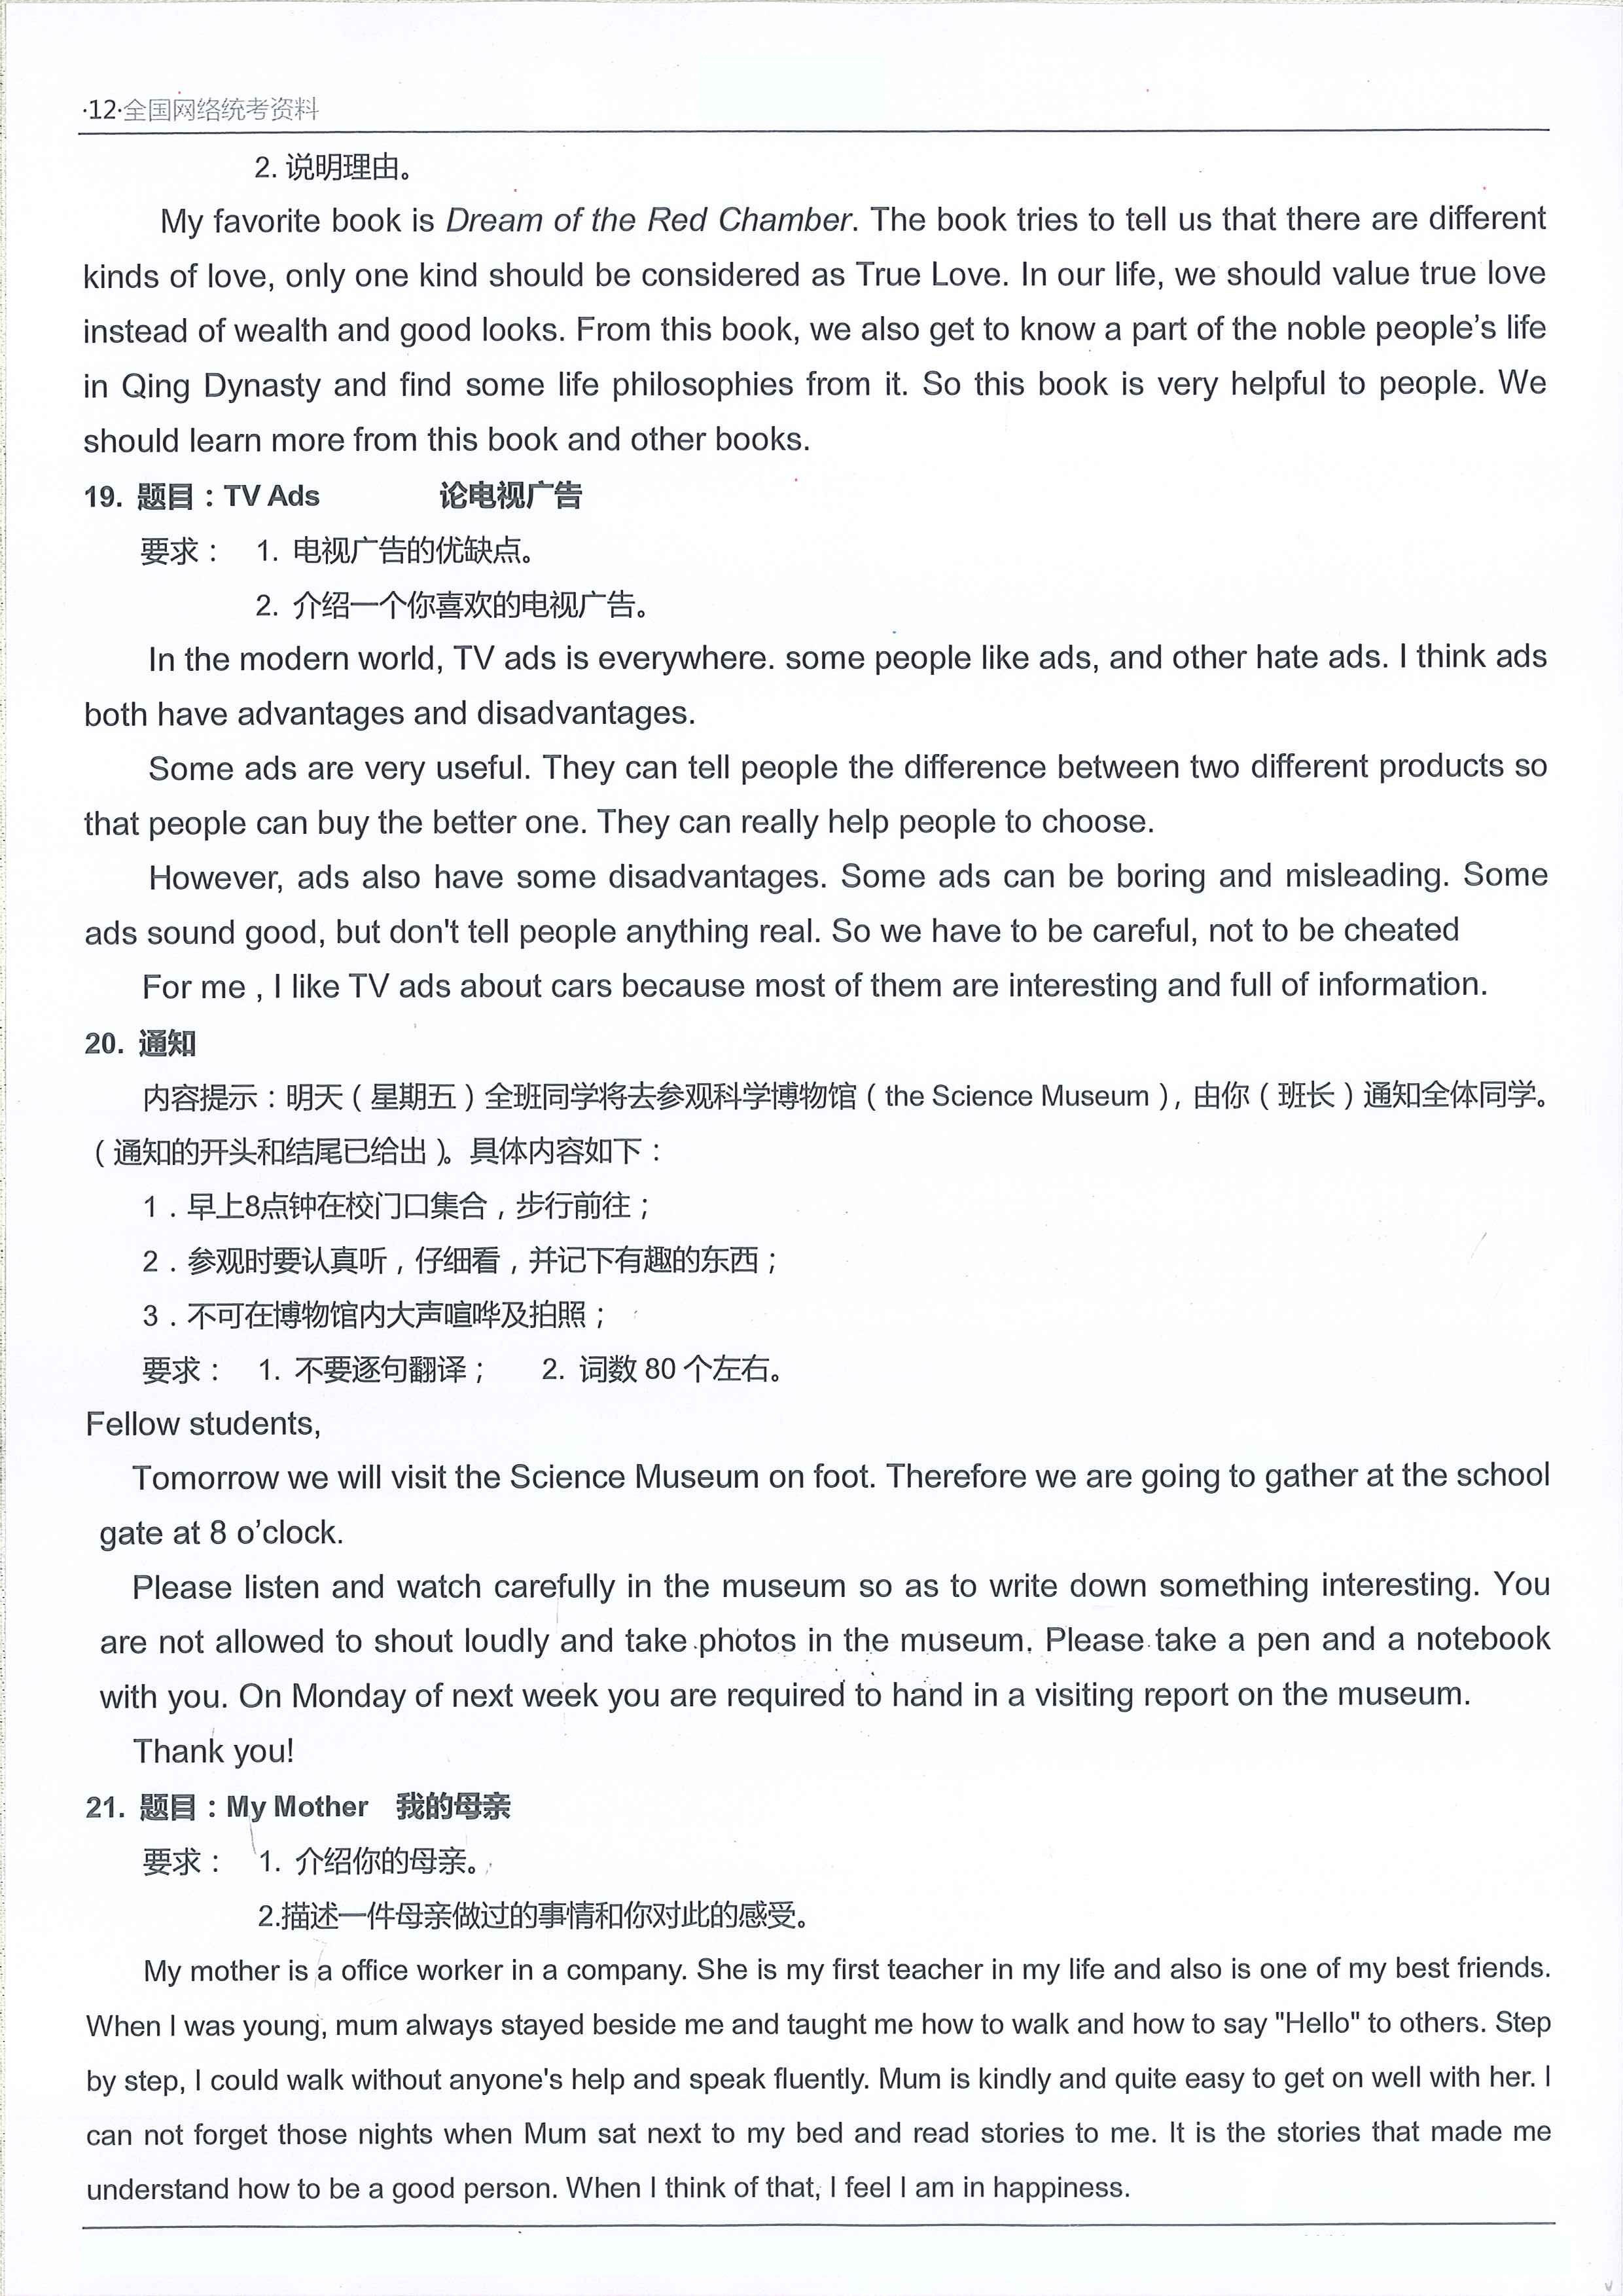 ·12·全国网络统考资料
2. 说明理由。
My favorite book is Dream of the Red Chamber. The book tries to tell us that there are different
kinds of love, only one kind should be considered as True Love. In our life, we should value true love
instead of wealth and good looks. From this book, we also get to know a part of the noble people’s life
in Qing Dynasty and find some life philosophies from it. So this book is very helpful to people. We
should learn more from this book and other books.
19. 题目：TV Ads 论电视广告
要求： 1. 电视广告的优缺点。
2. 介绍一个你喜欢的电视广告。
In the modern world, TV ads is everywhere. some people like ads, and other hate ads. I think ads
both have advantages and disadvantages.
Some ads are very useful. They can tell people the difference between two different products so
that people can buy the better one. They can really help people to choose.
However, ads also have some disadvantages. Some ads can be boring and misleading. Some
ads sound good, but don't tell people anything real. So we have to be careful, not to be cheated
For me , I like TV ads about cars because most of them are interesting and full of information.
20. 通知
内容提示：明天（星期五）全班同学将去参观科学博物馆（the Science Museum），由你（班长）通知全体同学。
（通知的开头和结尾已给出）。具体内容如下：
1．早上8点钟在校门口集合，步行前往；
2．参观时要认真听，仔细看，并记下有趣的东西；
3．不可在博物馆内大声喧哗及拍照；
要求： 1. 不要逐句翻译； 2. 词数 80 个左右。
Fellow students,
Tomorrow we will visit the Science Museum on foot. Therefore we are going to gather at the school
gate at 8 o’clock.
Please listen and watch carefully in the museum so as to write down something interesting. You
are not allowed to shout loudly and take photos in the museum. Please take a pen and a notebook
with you. On Monday of next week you are required to hand in a visiting report on the museum.
Thank you!
21. 题目：My Mother 我的母亲
要求： 1. 介绍你的母亲。
2.描述一件母亲做过的事情和你对此的感受。
My mother is a office worker in a company. She is my first teacher in my life and also is one of my best friends.
When I was young, mum always stayed beside me and taught me how to walk and how to say "Hello" to others. Step
by step, I could walk without anyone's help and speak fluently. Mum is kindly and quite easy to get on well with her. I
can not forget those nights when Mum sat next to my bed and read stories to me. It is the stories that made me
understand how to be a good person. When I think of that, I feel I am in happiness.